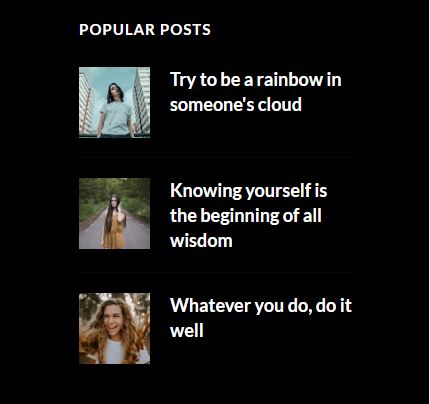 POPULAR POSTS
Try to be a rainbow in
someone's cloud
Knowing yourself is
the beginning of all
wisdom
Whatever you do, do it
well